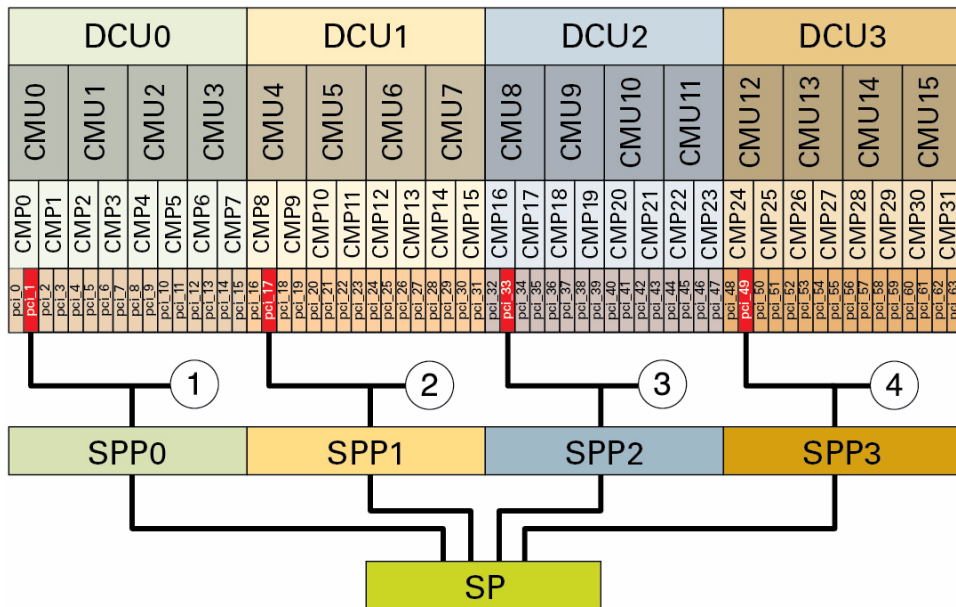 DCU0 DCU1 DCU2 DCU3
CMU0 CMU1 CMU2 CMU3 CMU4 CMU5 CMU6 CMU7 CMU8 CMU9 CMU10 CMU11 CMU12 CMU13 CMU14 CMU15
CMP0 CMP1 CMP2 CMP3 CMP4 CMP5 CMP6 CMP7 CMP8 CMP9 CMP10 CMP11 CMP12 CMP13 CMP14 CMP15 CMP16 CMP17 CMP18 CMP19 CMP20 CMP21 CMP22 CMP23 CMP24 CMP25 CMP26 CMP27 CMP28 CMP29 CMP30 CMP31
pci_0 pci_1 pci_2 pci_3 pci_4 pci_5 pci_6 pci_7 pci_8 pci_9 pci_10 pci_11 pci_12 pci_13 pci_14 pci_15 pci_16 pci_17 pci_18 pci_19 pci_20 pci_21 pci_22 pci_23 pci_24 pci_25 pci_26 pci_27 pci_28 pci_29 pci_30 pci_31 pci_32 pci_33 pci_34 pci_35 pci_36 pci_37 pci_38 pci_39 pci_40 pci_41 pci_42 pci_43 pci_44 pci_45 pci_46 pci_47 pci_48 pci_49 pci_50 pci_51 pci_52 pci_53 pci_54 pci_55 pci_56 pci_57 pci_58 pci_59 pci_60 pci_61 pci_62 pci_63
1 2 3 4
SPP0 SPP1 SPP2 SPP3
SP